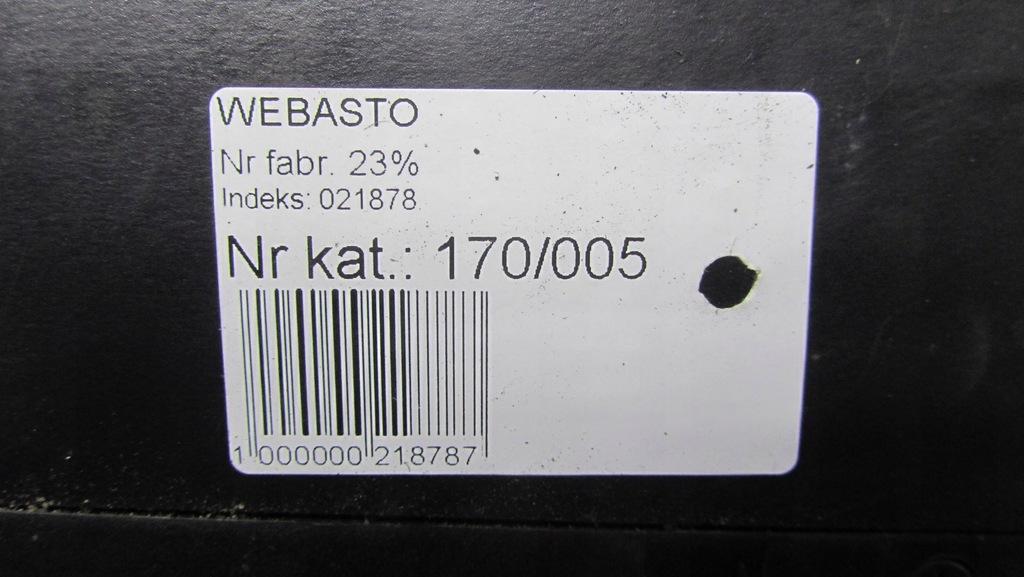 WEBASTO
Nr fabr. 23%
Indeks: 021878
Nr kat.: 170/005
1 000000 218787